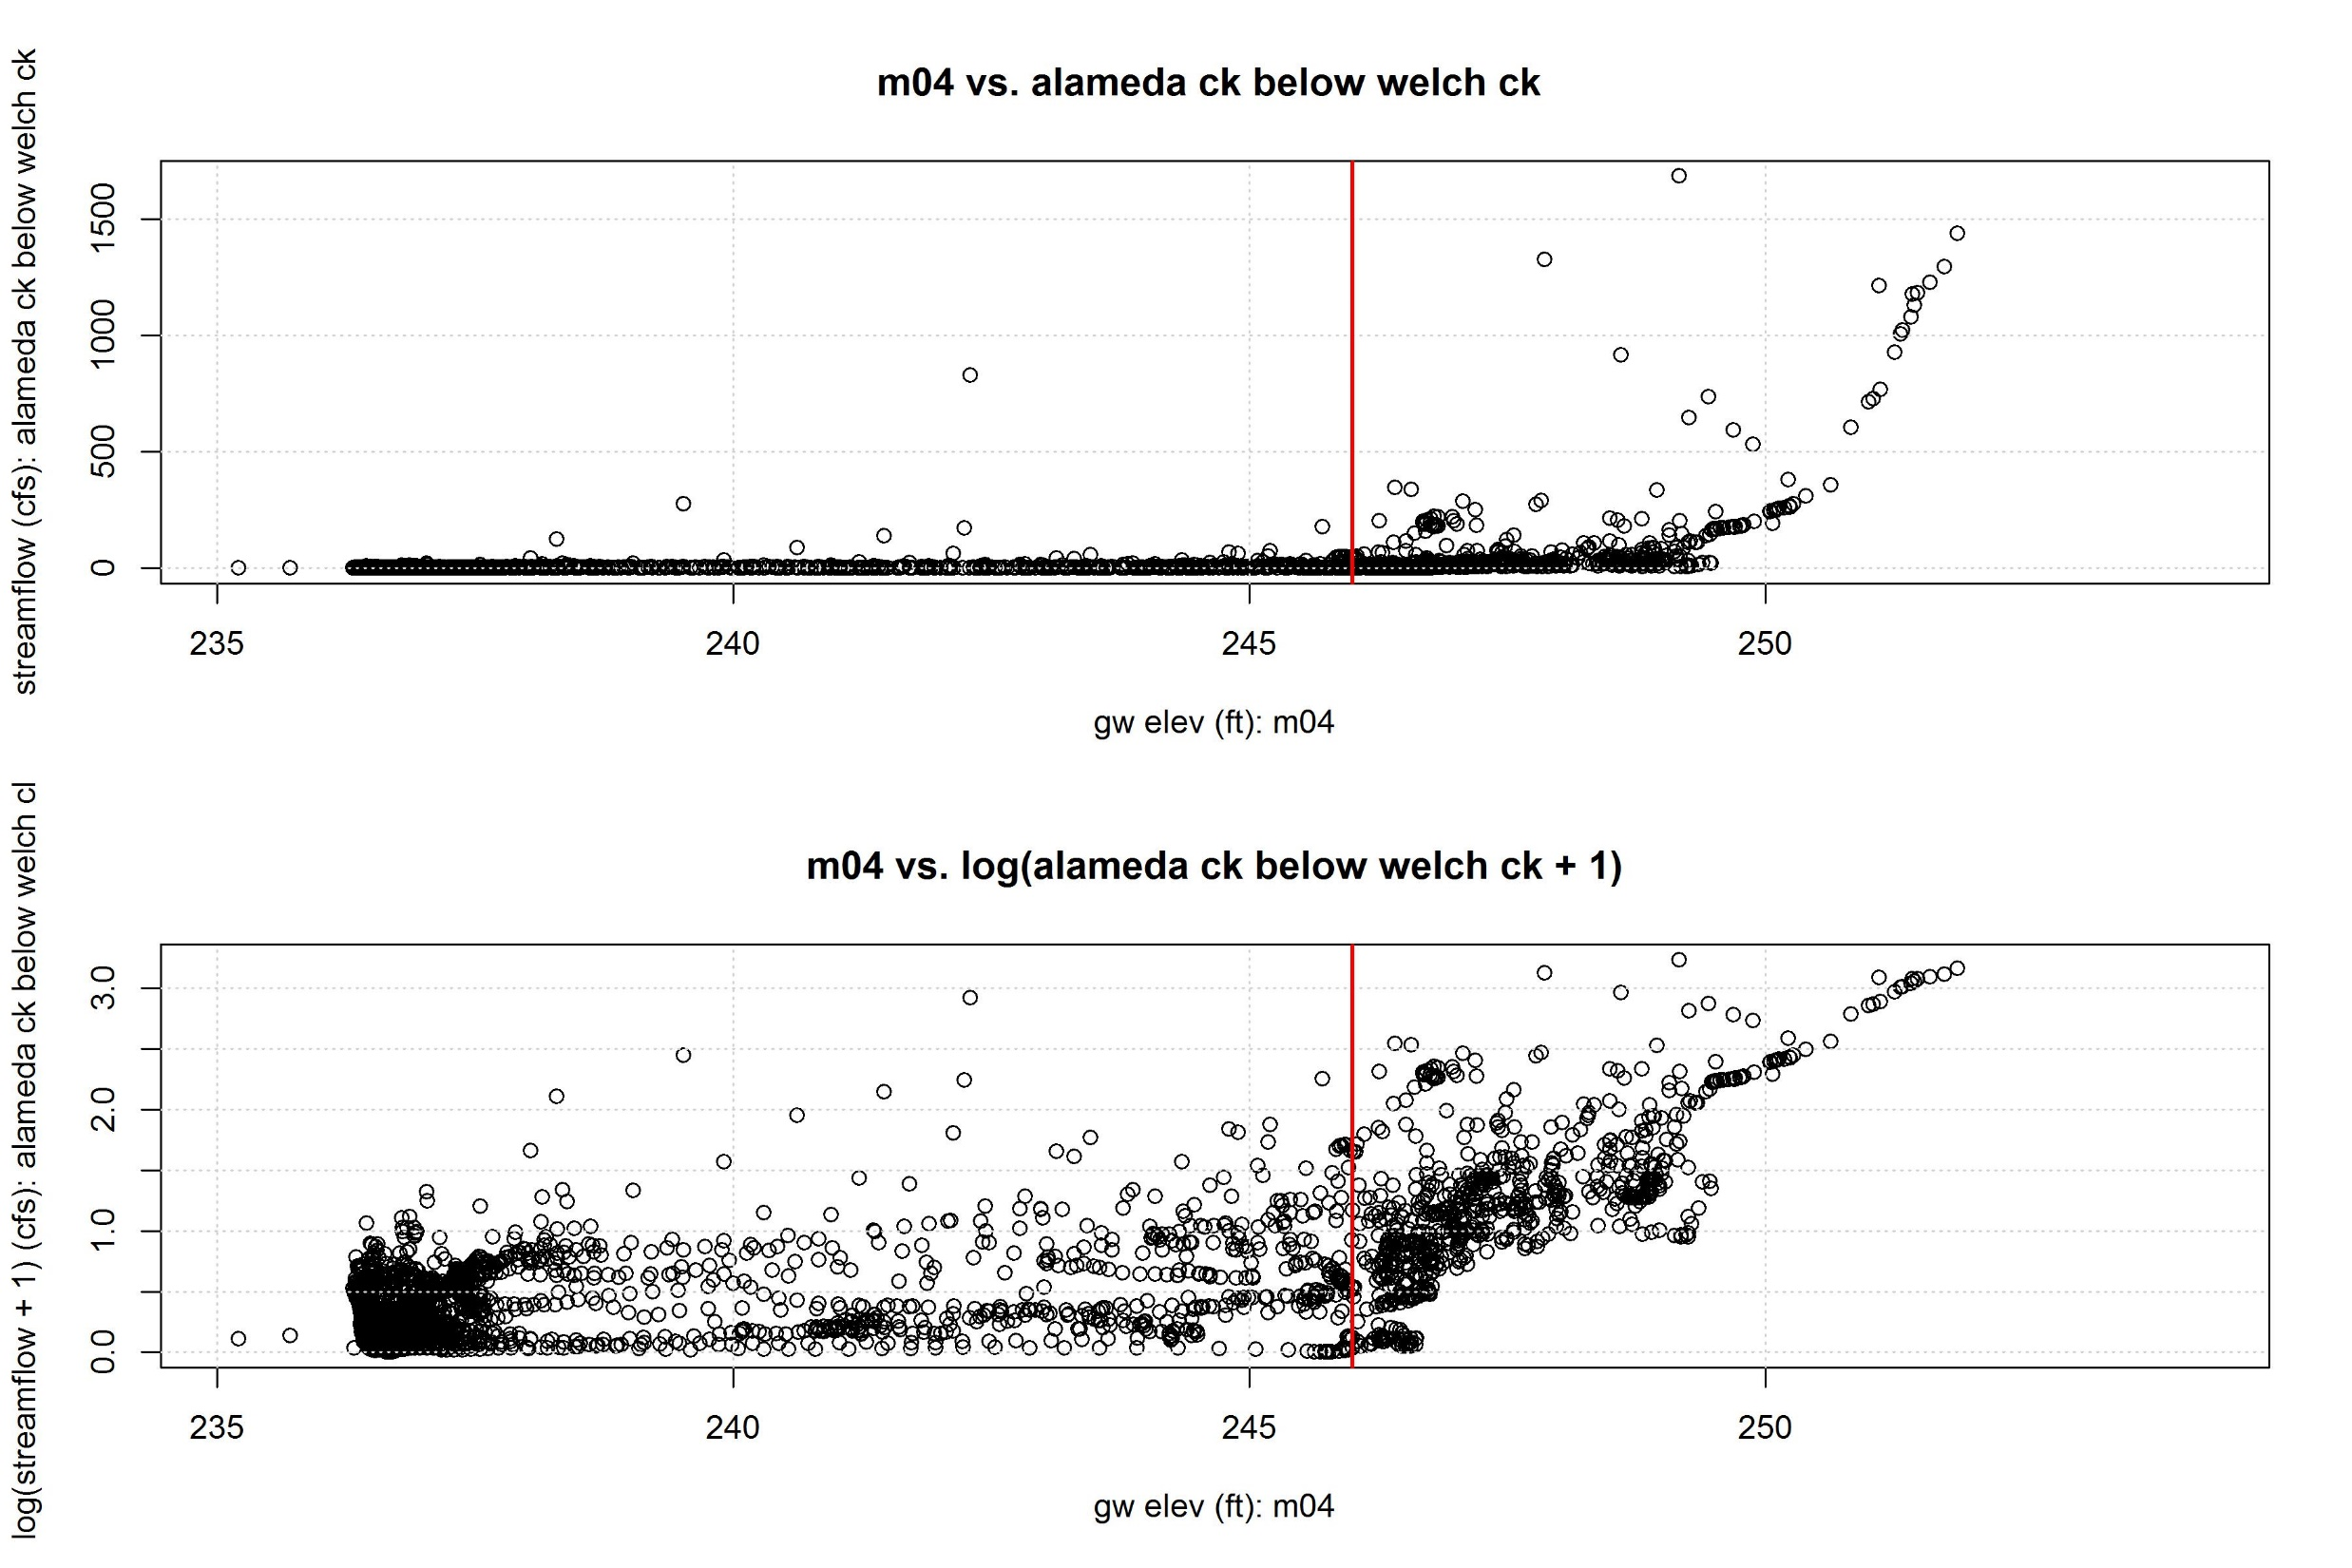 m04 vs. alameda ck below welch ck
streamflow (cfs): alameda ck below welch ck
1500
1000
500
0
235 240 245 250
gw elev (ft): m04
m04 vs. log(alameda ck below welch ck + 1)
log(streamflow + 1) (cfs): alameda ck below welch cl
3.0
2.0
1.0
0.0
235 240 245 250
gw elev (ft): m04